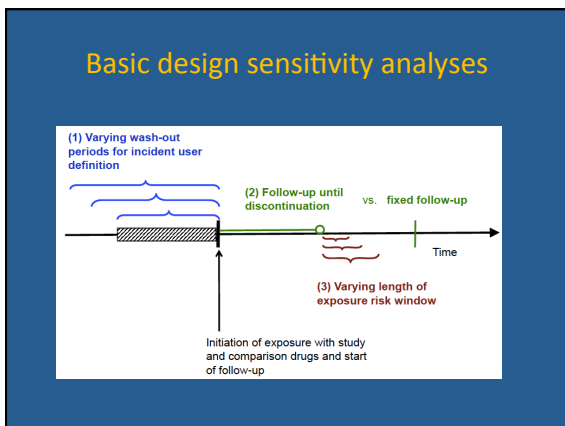 Basic design sensitivity analyses
(1) Varying wash-out
periods for incident user
definition
(2) Follow-up until
discontinuation
vs. fixed follow-up
Time
(3) Varying length of
exposure risk window
Initiation of exposure with study
and comparison drugs and start
of follow-up